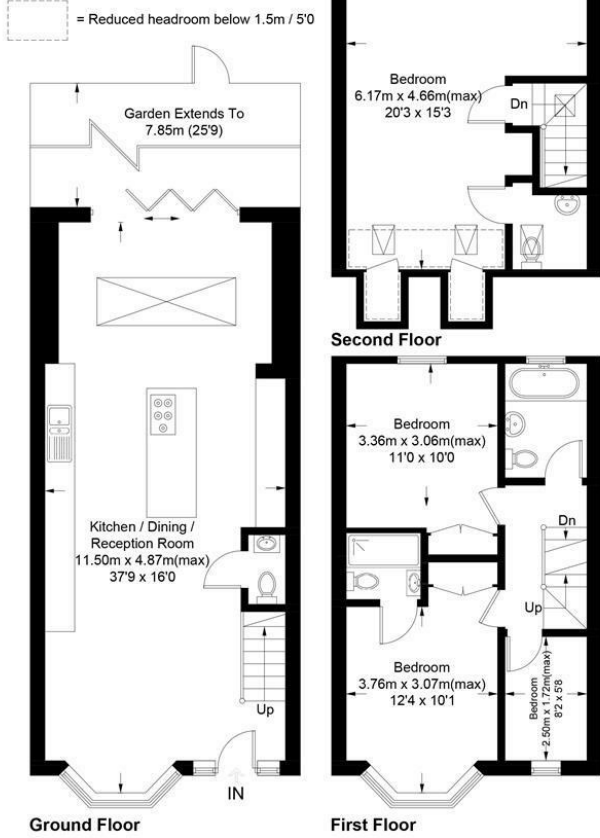 = Reduced headroom below 1.5m / 5'0
Garden Extends To
7.85m (25'9)
Kitchen / Dining /
Reception Room
11.50m x 4.87m(max)
37'9 x 16'0
Up
IN
Ground Floor
Bedroom
6.17m x 4.66m(max)
20'3 x 15'3
Dn
Second Floor
Bedroom
3.36m x 3.06m(max)
11'0 x 10'0
Dn
Up
Bedroom
3.76m x 3.07m(max)
12'4 x 10'1
Bedroom
2.50m x 1.72m(max)
8'2 x 5'8
First Floor